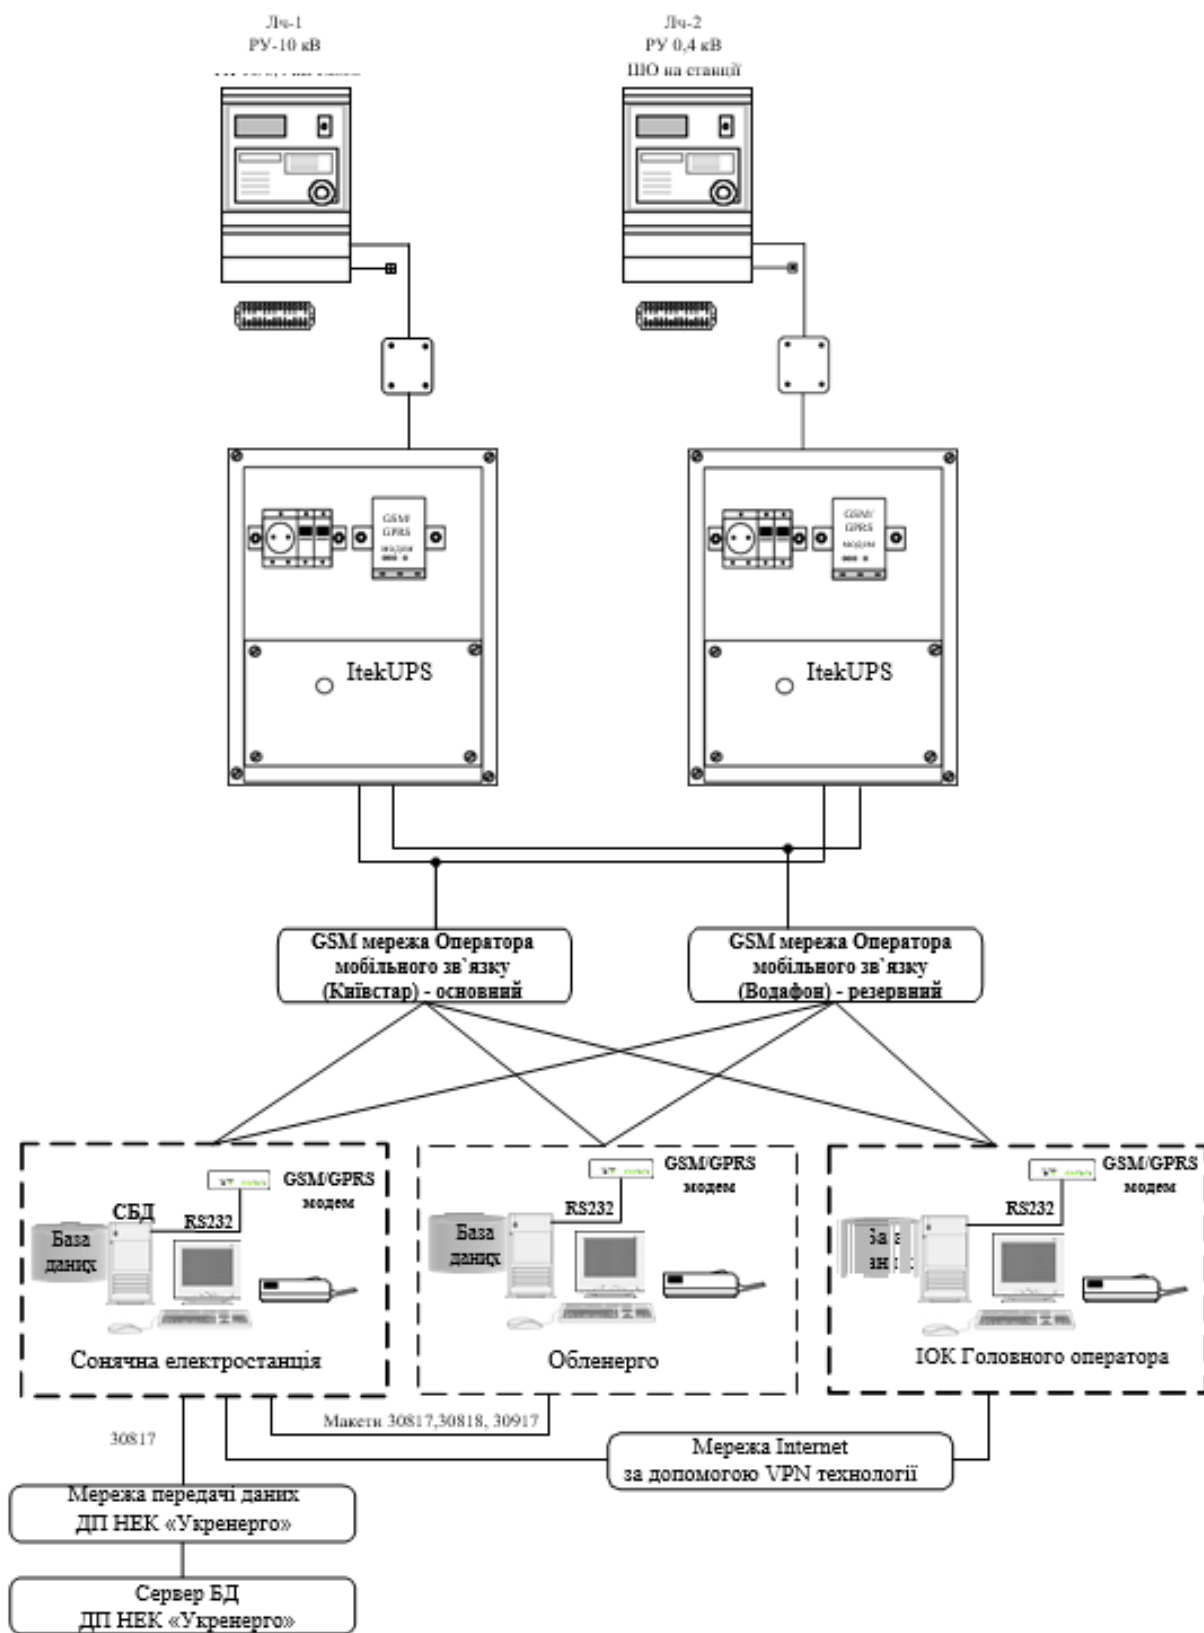 Лч-1
РУ-10 кВ
Лч-2
РУ 0,4 кВ
ШО на станції
GSM/
GPRS
модем
GSM/
GPRS
модем
ItekUPS
ItekUPS
GSM мережа Оператора
мобільного зв`язку
(Київстар) - основний
GSM мережа Оператора
мобільного зв`язку
(Водафон) - резервний
GSM/GPRS
модем
СБД
RS232
База
даних
Сонячна електростанція
GSM/GPRS
модем
RS232
База
даних
Обленерго
GSM/GPRS
модем
RS232
ІОК Головного оператора
30817
Макети 30817,30818, 30917
Мережа Internet
за допомогою VPN технології
Мережа передачі даних
ДП НЕК «Укренерго»
Сервер БД
ДП НЕК «Укренерго»